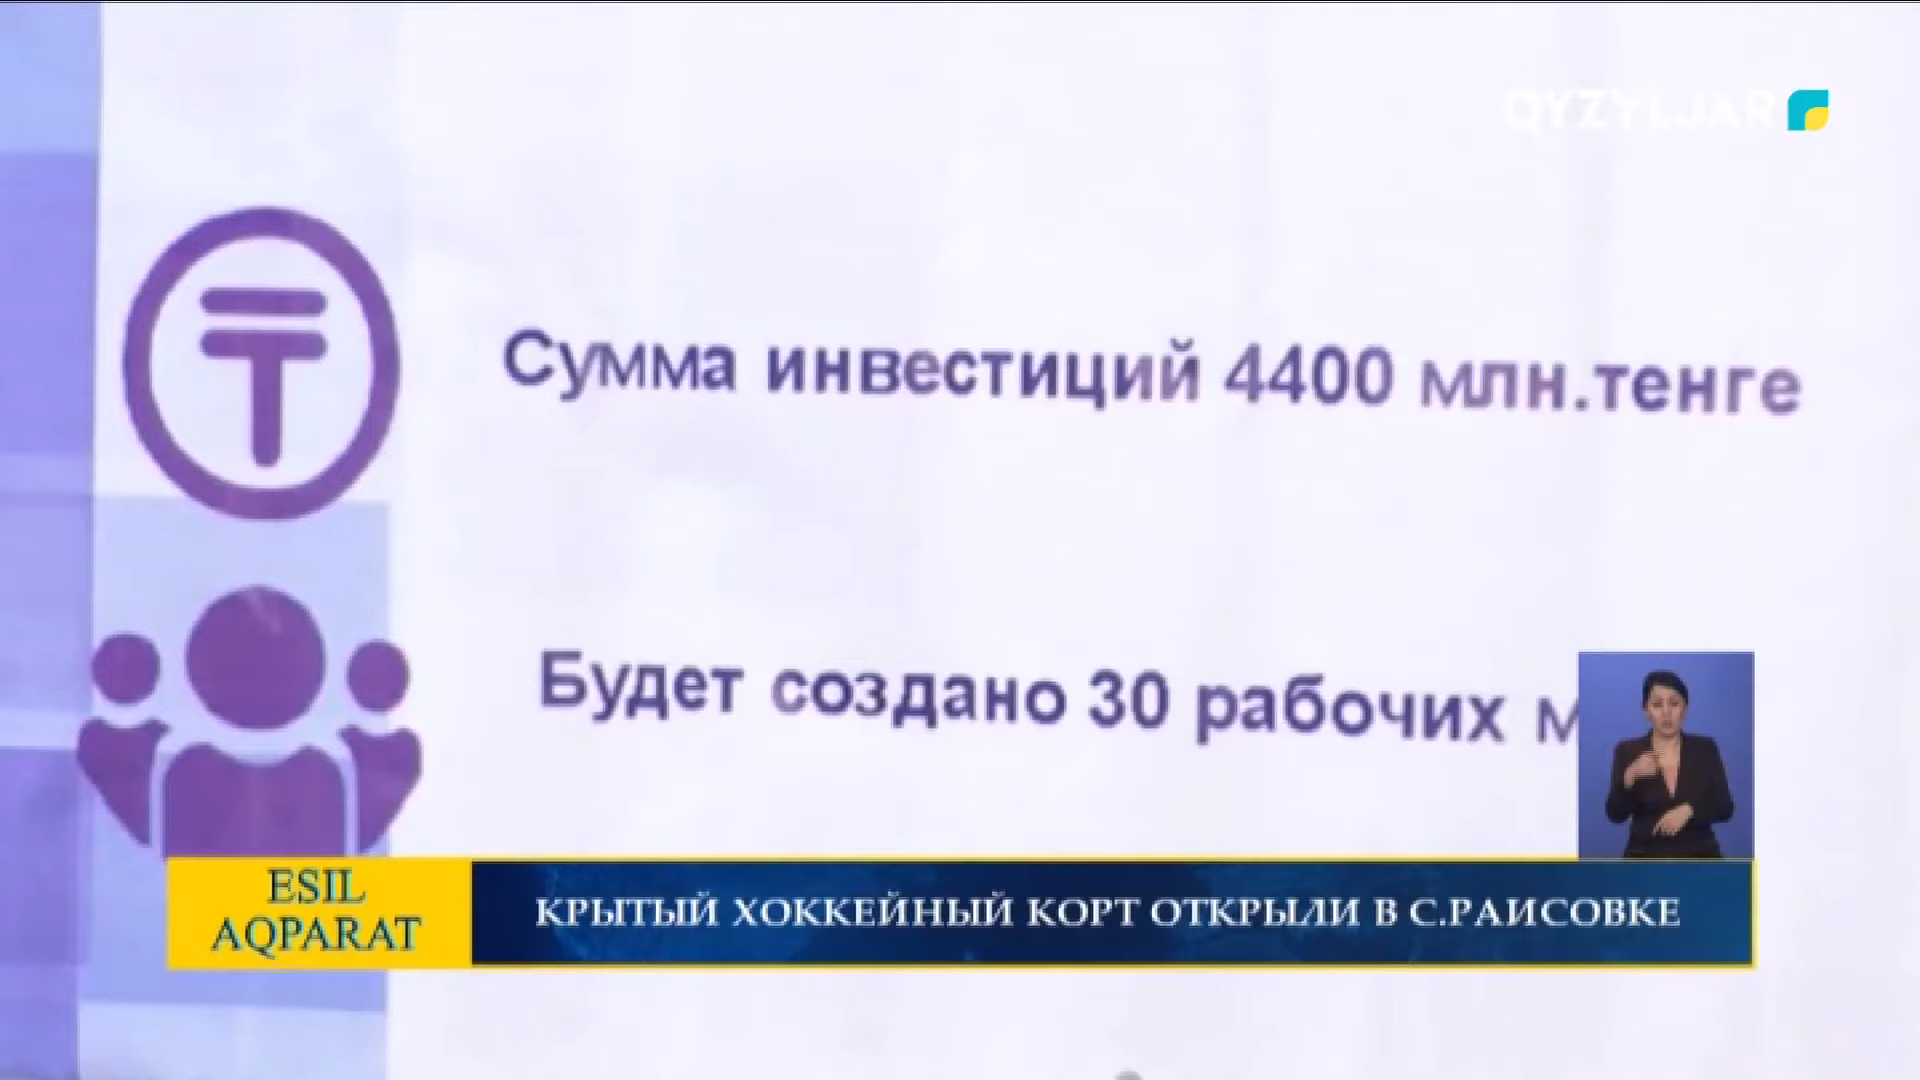 QYZYLJAR
Сумма инвестиций 4400 млн.тенге
Будет создано 30 рабочих
ESIL
AQPARAT
КРЫТЫЙ ХОККЕЙНЫЙ КОРТ ОТКРЫЛИ В С.РАИСОВКЕ